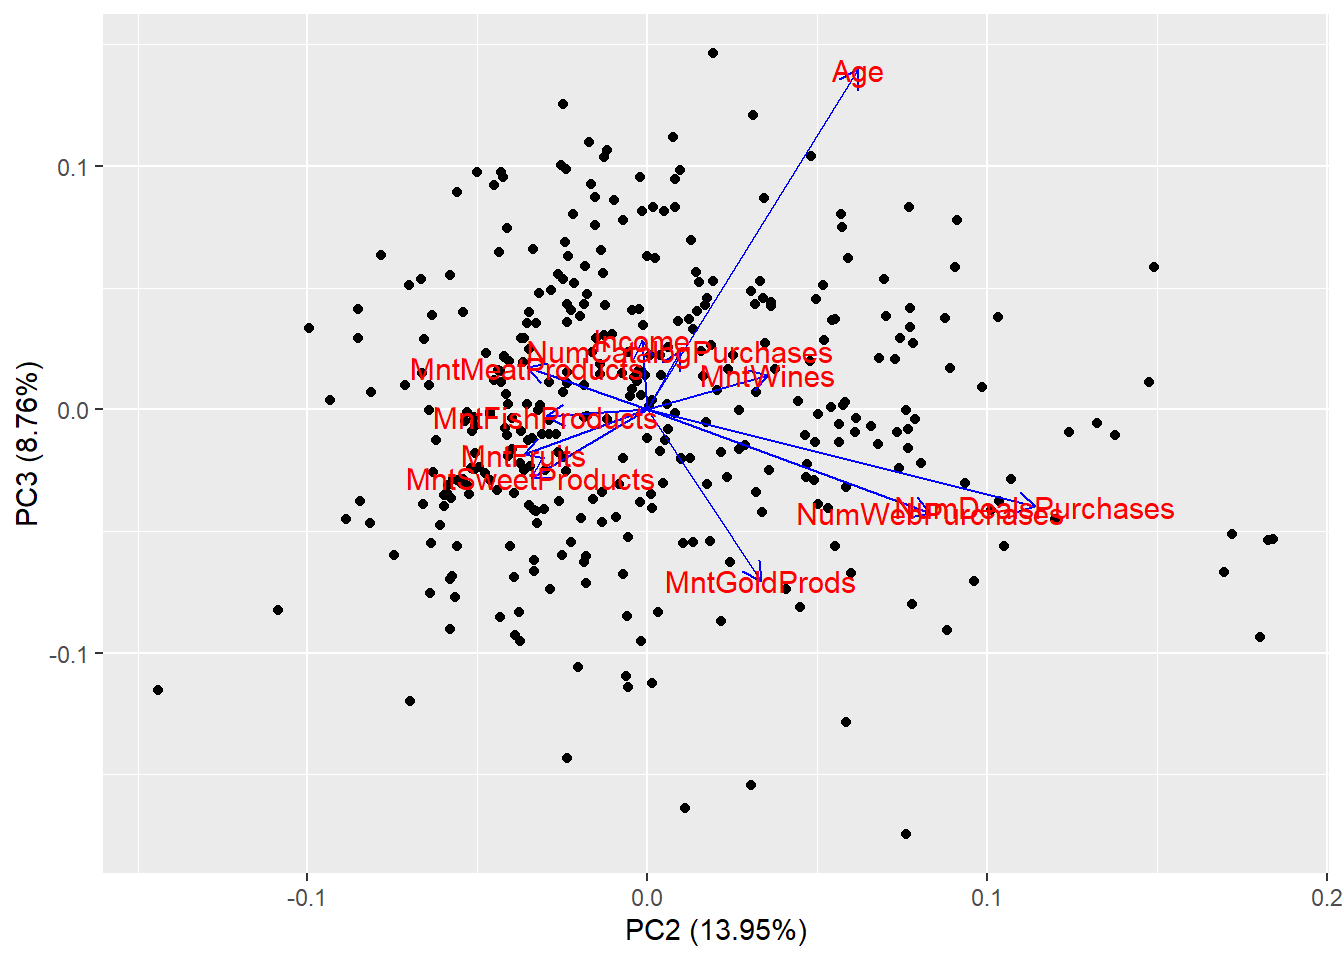 Age
0.1
Income
NumCatalogPurchases
MntMeatProducts
MntWines
0.0
MntFishProducts
MntFruits
MntSweetProducts
NumDealsPurchases
NumWebPurchases
MntGoldProds
-0.1
PC3 (8.76%)
-0.1 0.0 0.1 0.2
PC2 (13.95%)